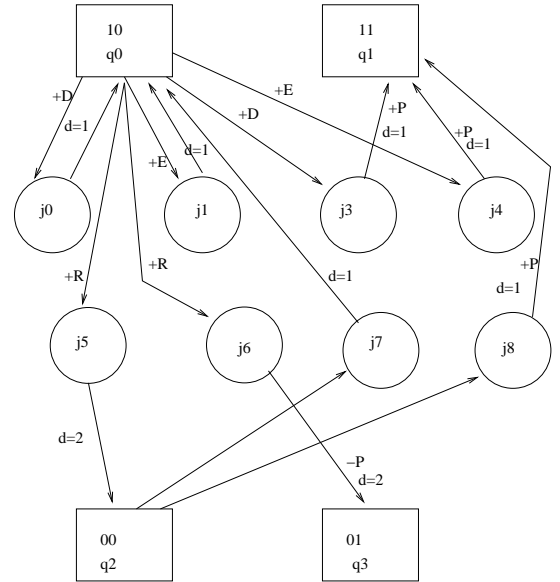 10
q0
11
q1
+D
+E
+D
+P
d=1
d=1
+E
d=1
+P
d=1
j0
j1
j3
j4
+R
+R
d=1
+P
d=1
j5
j6
j7
j8
d=2
−P
d=2
00
q2
01
q3